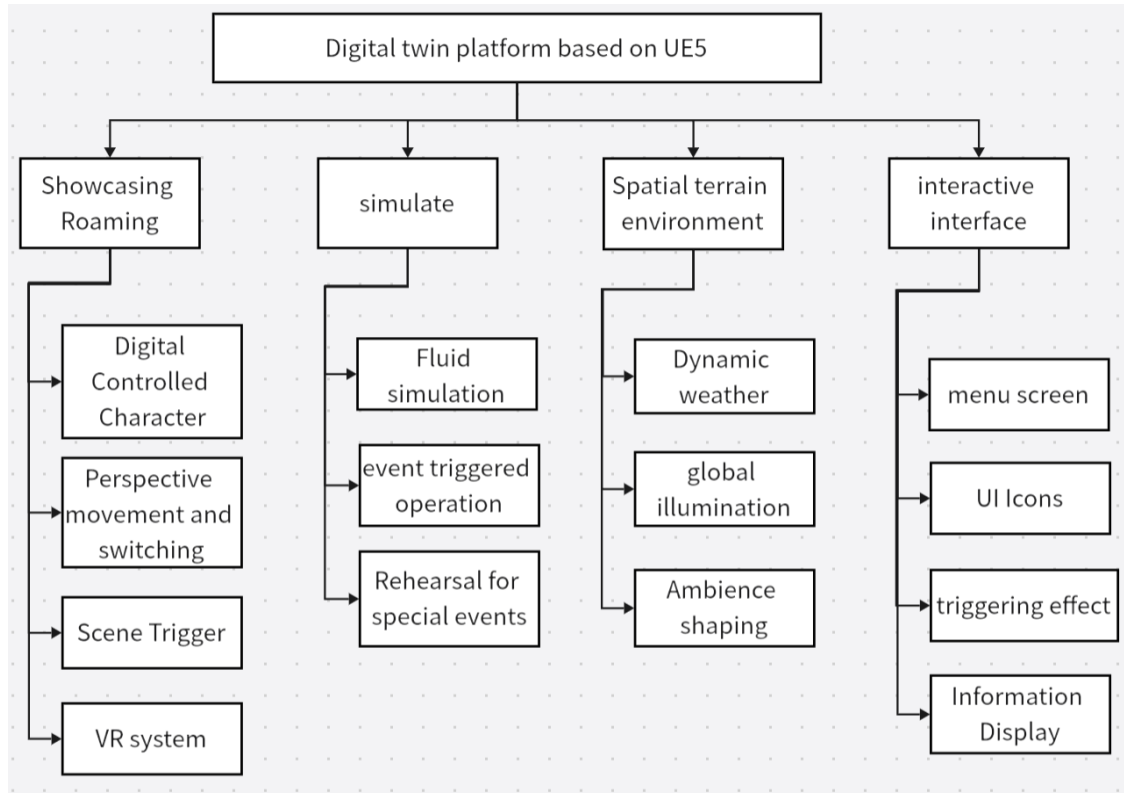 Digital twin platform based on UE5
Showcasing
Roaming
simulate
Spatial terrain
environment
interactive
interface
Digital
Controlled
Character
Perspective
movement and
switching
Scene Trigger
VR system
Fluid
simulation
event triggered
operation
Rehearsal for
special events
Dynamic
weather
global
illumination
Ambience
shaping
menu screen
UI Icons
triggering effect
Information
Display